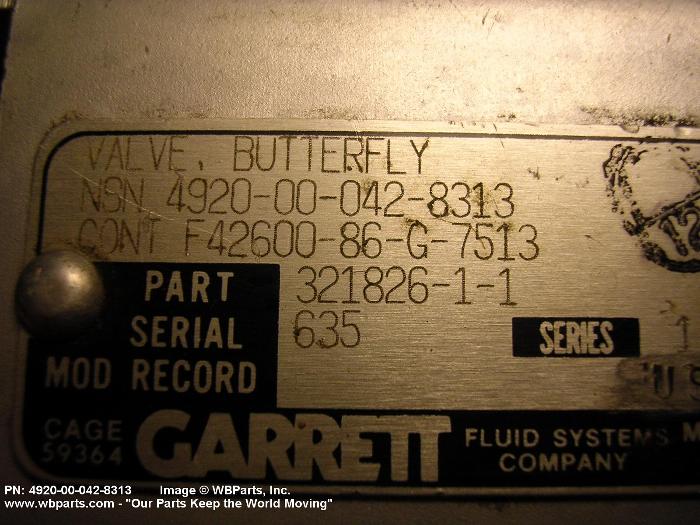 VALVE, BUTTERFLY
NSN 4920-00-042-8313
CONT F42600-86-G-7513
PART 321826-1-1
SERIAL 635 SERIES 1
MOD RECORD
CAGE 59364 GARRETT FLUID SYSTEMS COMPANY
PN: 4920-00-042-8313 Image © WBParts, Inc.
www.wbparts.com - "Our Parts Keep the World Moving"